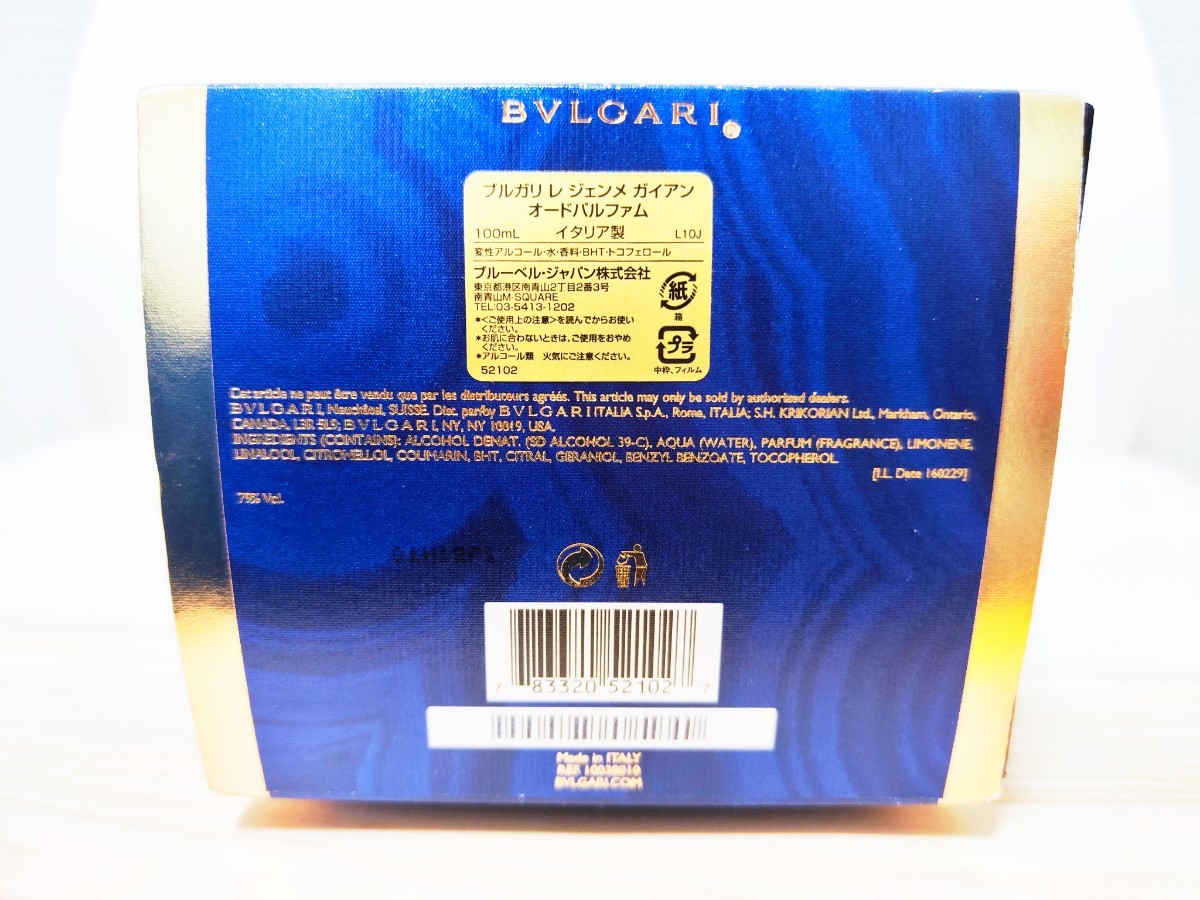 BVLGARI®
ブルガリ レ ジェンメ ガイアン
オードパルファム
100mL イタリア製 L10J
変性アルコール・水・香料・BHT・トコフェロール
ブルーベル・ジャパン株式会社
東京都港区南青山2丁目2番3号
南青山M-SQUARE
TEL:03-5413-1202
*<ご使用上の注意>を読んでからお使い
ください。
*お肌に合わないときは、ご使用をおやめ
ください。
*アルコール類 火気にご注意ください。
52102
紙
箱
プラ
中枠、フィルム
Cet article ne peut être vendu que par les distributeurs agréés. This article may only be sold by authorized dealers.
BVLGARI, Neuchâtel, SUISSE. Dist. par/by BVLGARI ITALIA S.p.A., Roma, ITALIA; S.H. KRIKORIAN Ltd., Markham, Ontario,
CANADA, L3R-5L9; BVLGARI, NY, NY 10019, USA.
INGREDIENTS (CONTAINS): ALCOHOL DENAT. (SD ALCOHOL 39-C), AQUA (WATER), PARFUM (FRAGRANCE), LIMONENE,
LINALOOL, CITRONELLOL, COUMARIN, BHT, CITRAL, GERANIOL, BENZYL BENZOATE, TOCOPHEROL.
[I.L. Date 160229]
75% Vol.
7 83320 52102 7
Made in ITALY
REF. 10038010
BVLGARI.COM